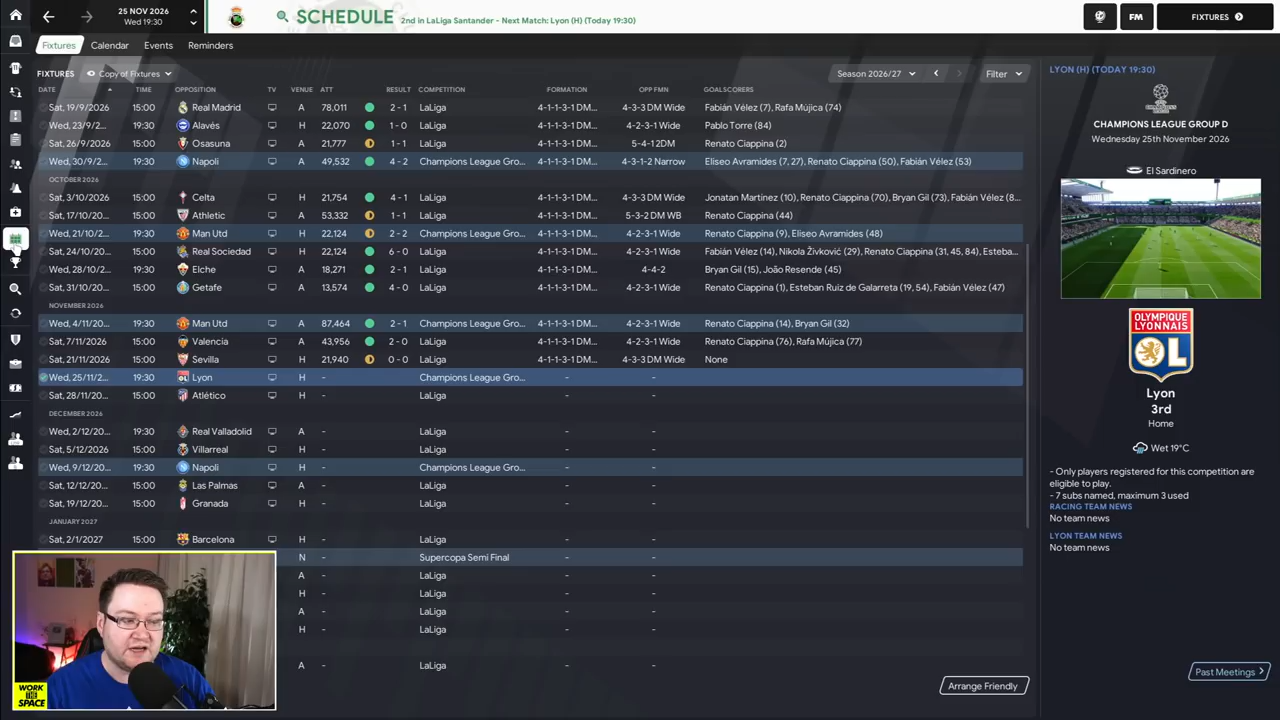 25 NOV 2026
Wed 19:30
SCHEDULE
2nd in LaLiga Santander - Next Match: Lyon (H) (Today 19:30)
FM
FIXTURES
Fixtures Calendar Events Reminders
FIXTURES Copy of Fixtures Season 2026/27 Filter
DATE TIME OPPOSITION TV VENUE ATT RESULT COMPETITION FORMATION OPP FMN GOALSCORERS
Sat, 19/9/2026 15:00 Real Madrid A 78,011 2 - 1 LaLiga 4-1-1-3-1 DM... 4-3-3 DM Wide Fabián Vélez (7), Rafa Mújica (74)
Wed, 23/9/2... 19:30 Alavés H 22,070 1 - 0 LaLiga 4-1-1-3-1 DM... 4-2-3-1 Wide Pablo Torre (84)
Sat, 26/9/2026 15:00 Osasuna A 21,777 1 - 1 LaLiga 4-1-1-3-1 DM... 5-4-12DM Renato Ciappina (2)
Wed, 30/9/2... 19:30 Napoli A 49,532 4 - 2 Champions League Gro... 4-1-1-3-1 DM... 4-3-1-2 Narrow Eliseo Avramides (7, 27), Renato Ciappina (50), Fabián Vélez (53)
OCTOBER 2026
Sat, 3/10/2026 15:00 Celta H 21,754 4 - 1 LaLiga 4-1-1-3-1 DM... 4-3-3 DM Wide Jonatan Martínez (10), Renato Ciappina (70), Bryan Gil (73), Fabián Vélez (8...
Sat, 17/10/20... 15:00 Athletic A 53,332 1 - 1 LaLiga 4-1-1-3-1 DM... 5-3-2 DM WB Renato Ciappina (44)
Wed, 21/10/... 19:30 Man Utd H 22,124 2 - 2 Champions League Gro... 4-1-1-3-1 DM... 4-2-3-1 Wide Renato Ciappina (9), Eliseo Avramides (48)
Sat, 24/10/20... 15:00 Real Sociedad H 22,124 6 - 0 LaLiga 4-1-1-3-1 DM... 4-2-3-1 Wide Fabián Vélez (14), Nikola Živković (29), Renato Ciappina (31, 45, 84), Esteba...
Wed, 28/10/... 19:30 Elche A 18,271 2 - 1 LaLiga 4-1-1-3-1 DM... 4-4-2 Bryan Gil (15), João Resende (45)
Sat, 31/10/20... 15:00 Getafe A 13,574 4 - 0 LaLiga 4-1-1-3-1 DM... 4-2-3-1 Wide Renato Ciappina (1), Esteban Ruiz de Galarreta (19, 54), Fabián Vélez (47)
NOVEMBER 2026
Wed, 4/11/20... 19:30 Man Utd A 87,464 2 - 1 Champions League Gro... 4-1-1-3-1 DM... 4-2-3-1 Wide Renato Ciappina (14), Bryan Gil (32)
Sat, 7/11/2026 15:00 Valencia A 43,956 2 - 0 LaLiga 4-1-1-3-1 DM... 4-2-3-1 Wide Renato Ciappina (76), Rafa Mújica (77)
Sat, 21/11/2026 15:00 Sevilla H 21,940 0 - 0 LaLiga 4-1-1-3-1 DM... 4-3-3 DM Wide None
Wed, 25/11/2... 19:30 Lyon H - Champions League Gro... - -
Sat, 28/11/20... 15:00 Atlético H - LaLiga - -
DECEMBER 2026
Wed, 2/12/20... 19:30 Real Valladolid A - LaLiga - -
Sat, 5/12/2026 15:00 Villarreal H - LaLiga - -
Wed, 9/12/20... 19:30 Napoli H - Champions League Gro... - -
Sat, 12/12/20... 15:00 Las Palmas A - LaLiga - -
Sat, 19/12/20... 15:00 Granada H - LaLiga - -
JANUARY 2027
Sat, 2/1/2027 15:00 Barcelona H - LaLiga - -
N - Supercopa Semi Final - -
A - LaLiga - -
H - LaLiga - -
A - LaLiga - -
H - LaLiga - -
A - LaLiga - -
Arrange Friendly
LYON (H) (TODAY 19:30)
CHAMPIONS LEAGUE GROUP D
Wednesday 25th November 2026
El Sardinero
OLYMPIQUE
LYONNAIS
OL
Lyon
3rd
Home
Wet 19°C
- Only players registered for this competition are
eligible to play.
- 7 subs named, maximum 3 used
RACING TEAM NEWS
No team news
LYON TEAM NEWS
No team news
Past Meetings
WORK
THE
SPACE